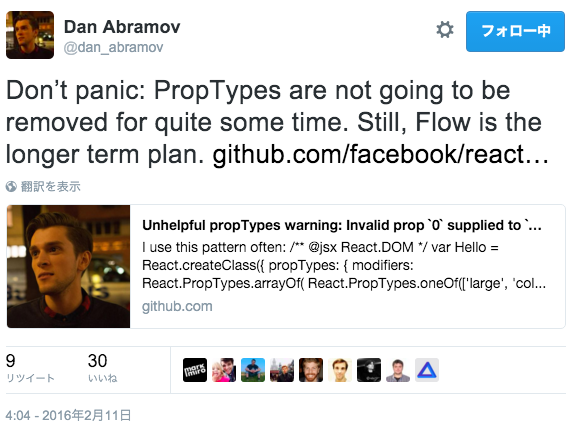 Dan Abramov
@dan_abramov
フォロー中
Don’t panic: PropTypes are not going to be
removed for quite some time. Still, Flow is the
longer term plan. github.com/facebook/react…
翻訳を表示
Unhelpful propTypes warning: Invalid prop `0` supplied to `...
I use this pattern often: /** @jsx React.DOM */ var Hello =
React.createClass({ propTypes: { modifiers:
React.PropTypes.arrayOf( React.PropTypes.oneOf(['large', 'col...
github.com
9
リツイート
30
いいね
mark
miro
4:04 - 2016年2月11日